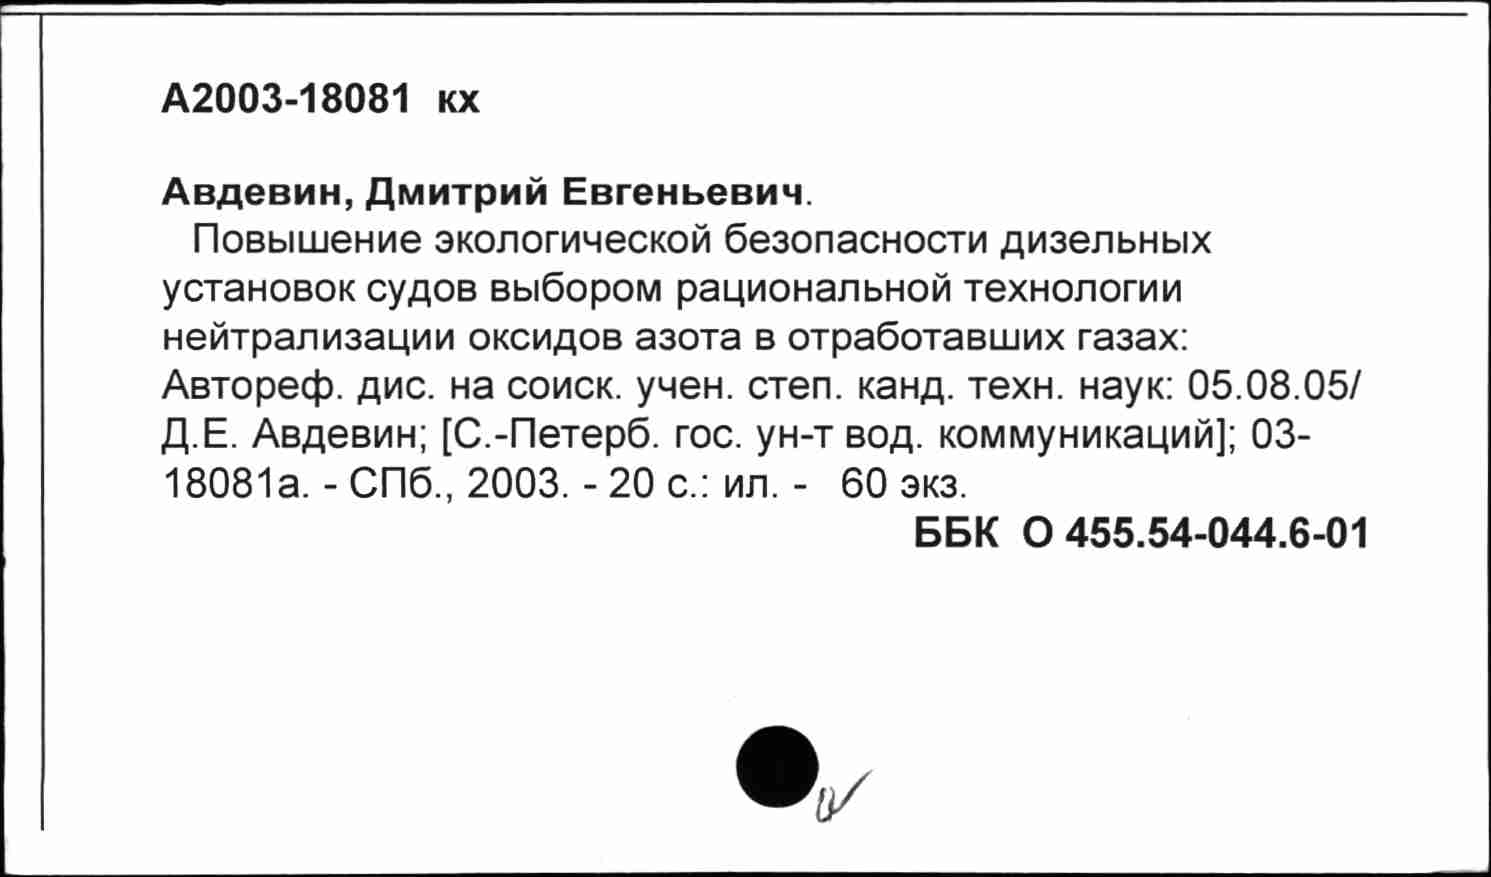 А2003-18081 кх
Авдевин, Дмитрий Евгеньевич.
Повышение экологической безопасности дизельных
установок судов выбором рациональной технологии
нейтрализации оксидов азота в отработавших газах:
Автореф. дис. на соиск. учен. степ. канд. техн. наук: 05.08.05/
Д.Е. Авдевин; [С.-Петерб. гос. ун-т вод. коммуникаций]; 03-
18081а. - СПб., 2003. - 20 с.: ил. - 60 экз.
ББК О 455.54-044.6-01